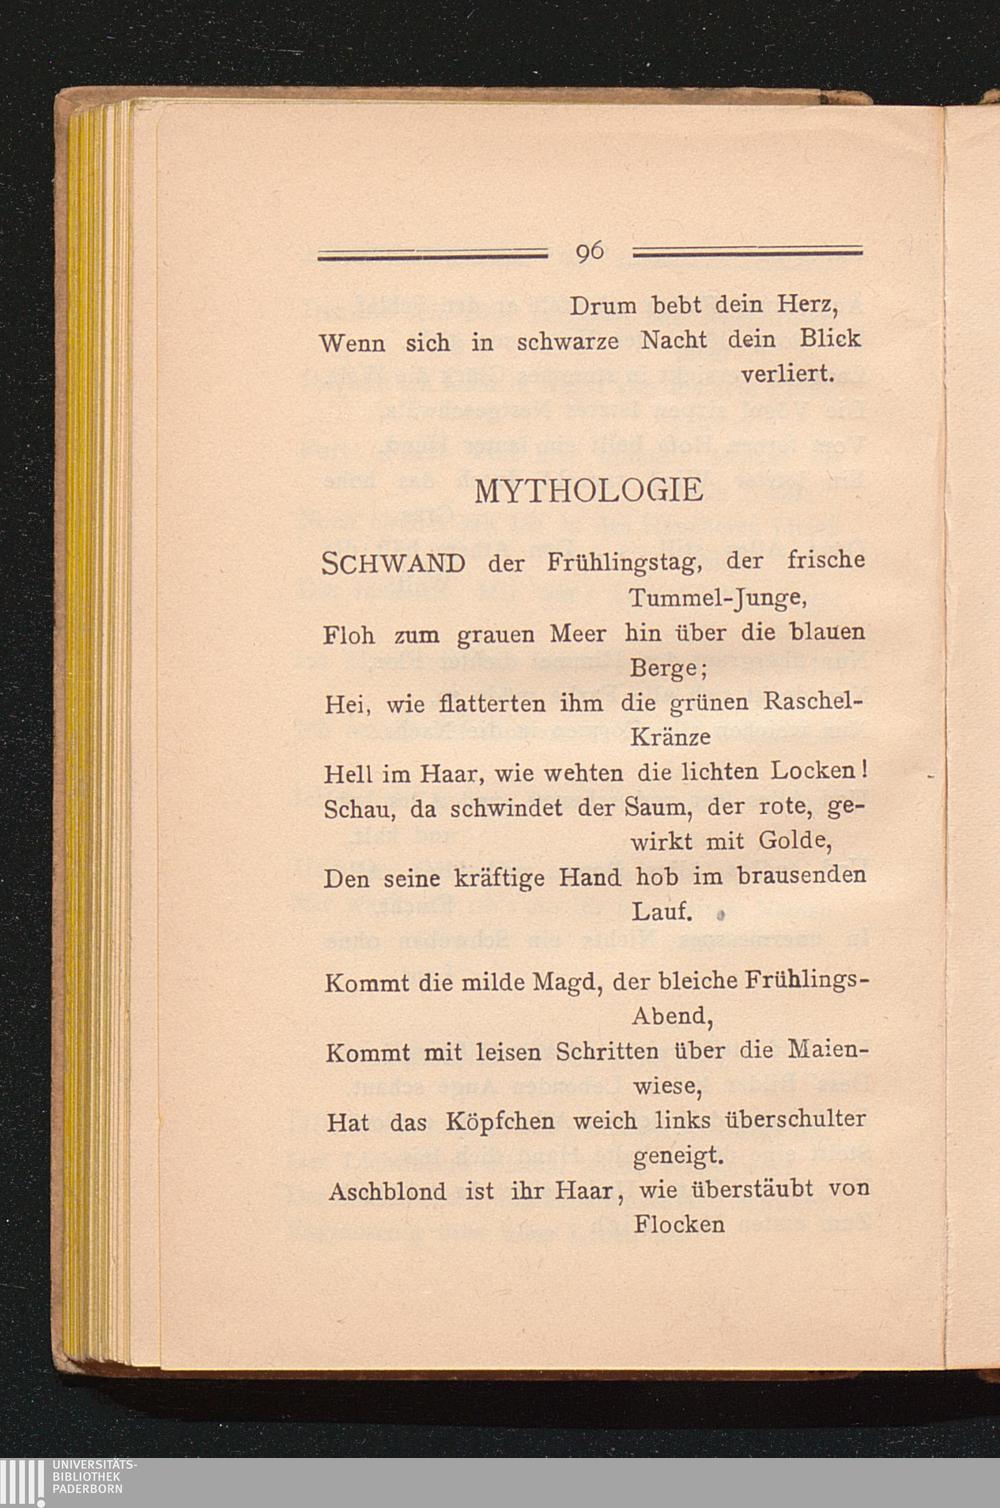 96
Drum bebt dein Herz,
Wenn sich in schwarze Nacht dein Blick
verliert.
MYTHOLOGIE
SCHWAND der Frühlingstag, der frische
Tummel-Junge,
Floh zum grauen Meer hin über die blauen
Berge;
Hei, wie flatterten ihm die grünen Raschel-
Kränze
Hell im Haar, wie wehten die lichten Locken!
Schau, da schwindet der Saum, der rote, ge-
wirkt mit Golde,
Den seine kräftige Hand hob im brausenden
Lauf.
Kommt die milde Magd, der bleiche Frühlings-
Abend,
Kommt mit leisen Schritten über die Maien-
wiese,
Hat das Köpfchen weich links überschulter
geneigt.
Aschblond ist ihr Haar, wie überstäubt von
Flocken
UNIVERSITÄTS-
BIBLIOTHEK
PADERBORN